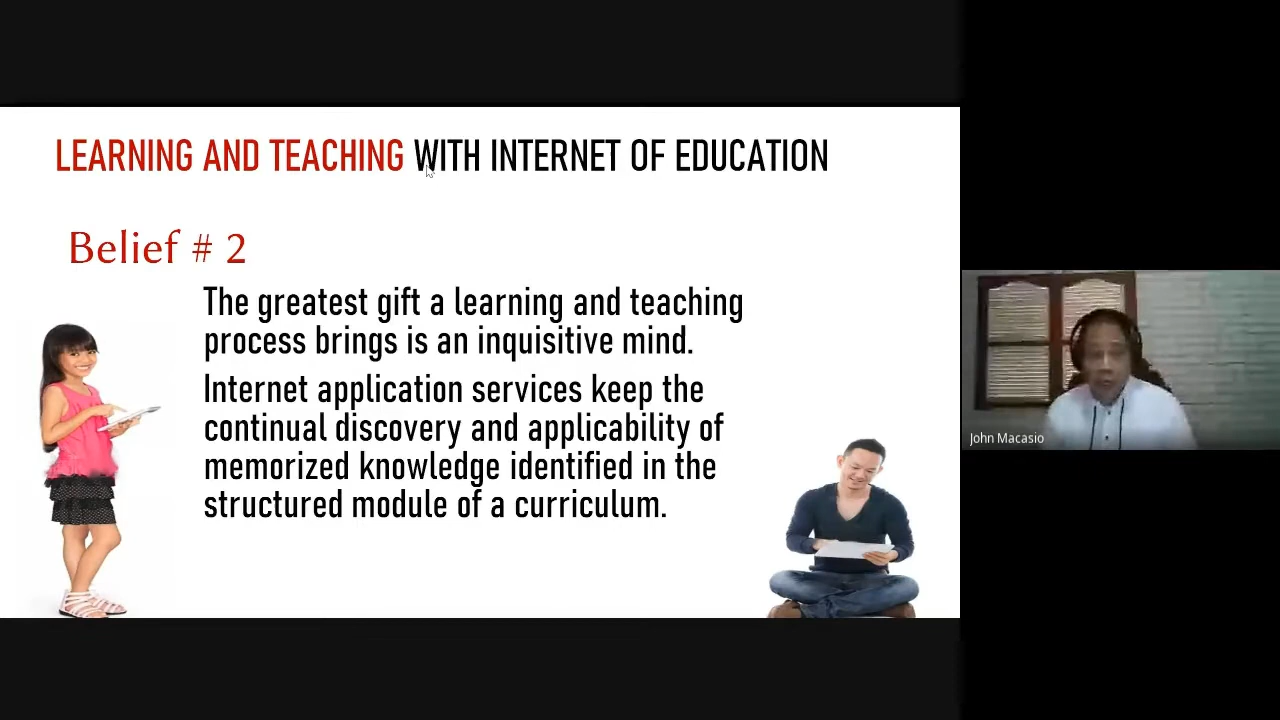 LEARNING AND TEACHING WITH INTERNET OF EDUCATION
Belief # 2
The greatest gift a learning and teaching
process brings is an inquisitive mind.
Internet application services keep the
continual discovery and applicability of
memorized knowledge identified in the
structured module of a curriculum.
John Macasio